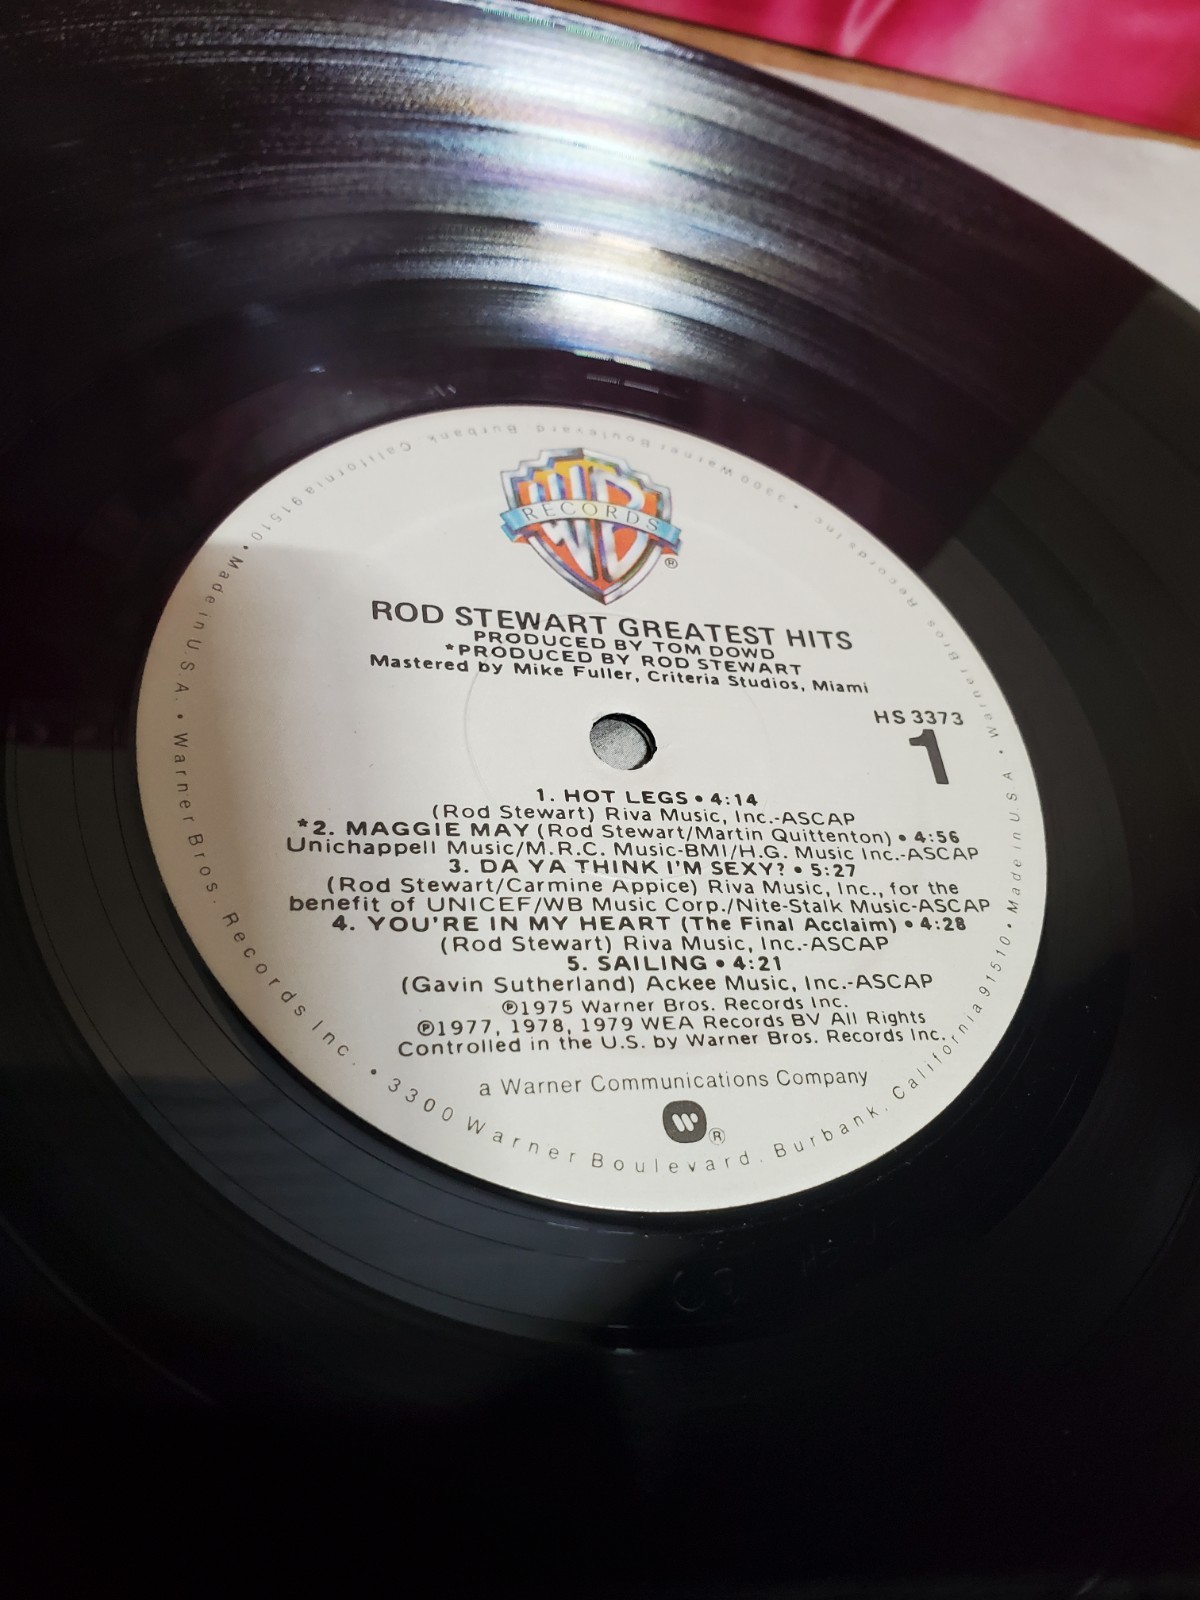 WB
RECORDS
®
ROD STEWART GREATEST HITS
PRODUCED BY TOM DOWD
*PRODUCED BY ROD STEWART
Mastered by Mike Fuller, Criteria Studios, Miami
HS 3373
1
1. HOT LEGS • 4:14
(Rod Stewart) Riva Music, Inc.-ASCAP
*2. MAGGIE MAY (Rod Stewart/Martin Quittenton) • 4:56
Unichappell Music/M.R.C. Music-BMI/H.G. Music Inc.-ASCAP
3. DA YA THINK I'M SEXY? • 5:27
(Rod Stewart/Carmine Appice) Riva Music, Inc., for the
benefit of UNICEF/WB Music Corp./Nite-Stalk Music-ASCAP
4. YOU'RE IN MY HEART (The Final Acclaim) • 4:28
(Rod Stewart) Riva Music, Inc.-ASCAP
5. SAILING • 4:21
(Gavin Sutherland) Ackee Music, Inc.-ASCAP
℗1975 Warner Bros. Records Inc.
℗1977, 1978, 1979 WEA Records BV All Rights
Controlled in the U.S. by Warner Bros. Records Inc.
a Warner Communications Company
W ®
Made in U.S.A. • Warner Bros. Records Inc. • 3300 Warner Boulevard. Burbank. California 91510 • Made in U.S.A. • Warner Bros. Records Inc. • 3300 Warner Boulevard Burbank. California 91510 •